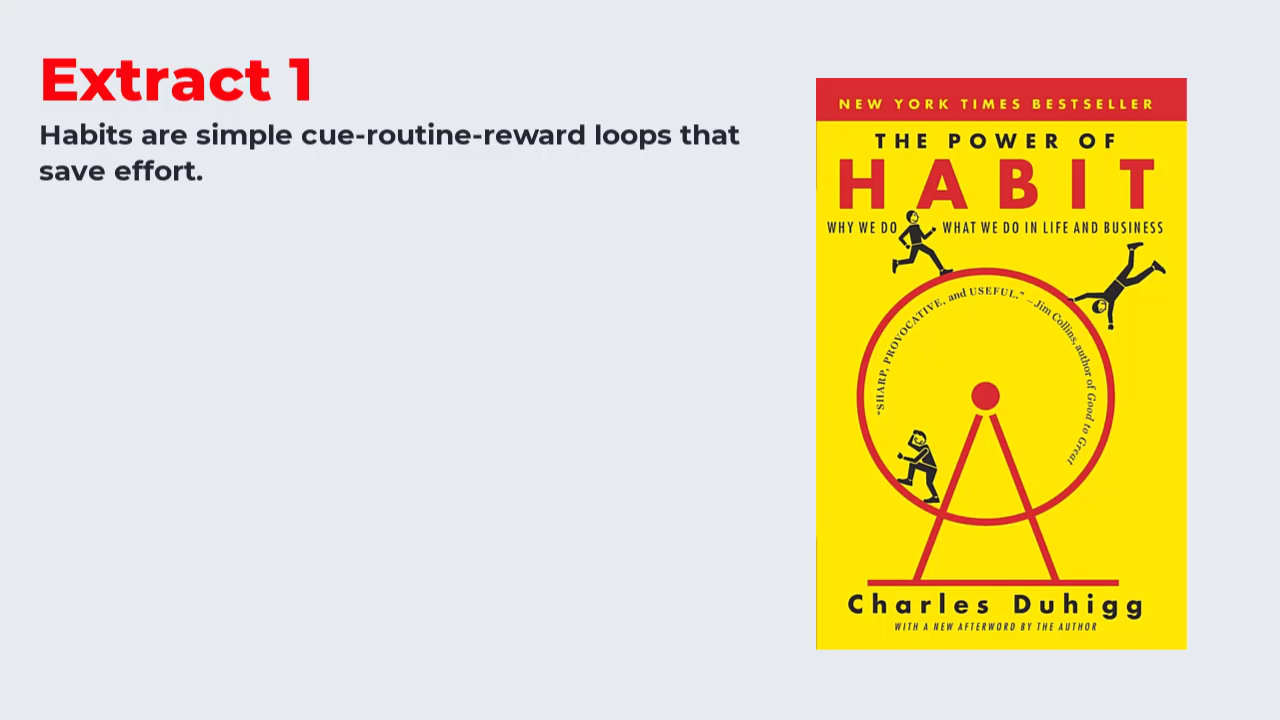 Extract 1
Habits are simple cue-routine-reward loops that
save effort.
NEW YORK TIMES BESTSELLER
THE POWER OF
HABIT
WHY WE DO WHAT WE DO IN LIFE AND BUSINESS
"SHARP, PROVOCATIVE, and USEFUL." –Jim Collins, author of Good to Great
Charles Duhigg
WITH A NEW AFTERWORD BY THE AUTHOR